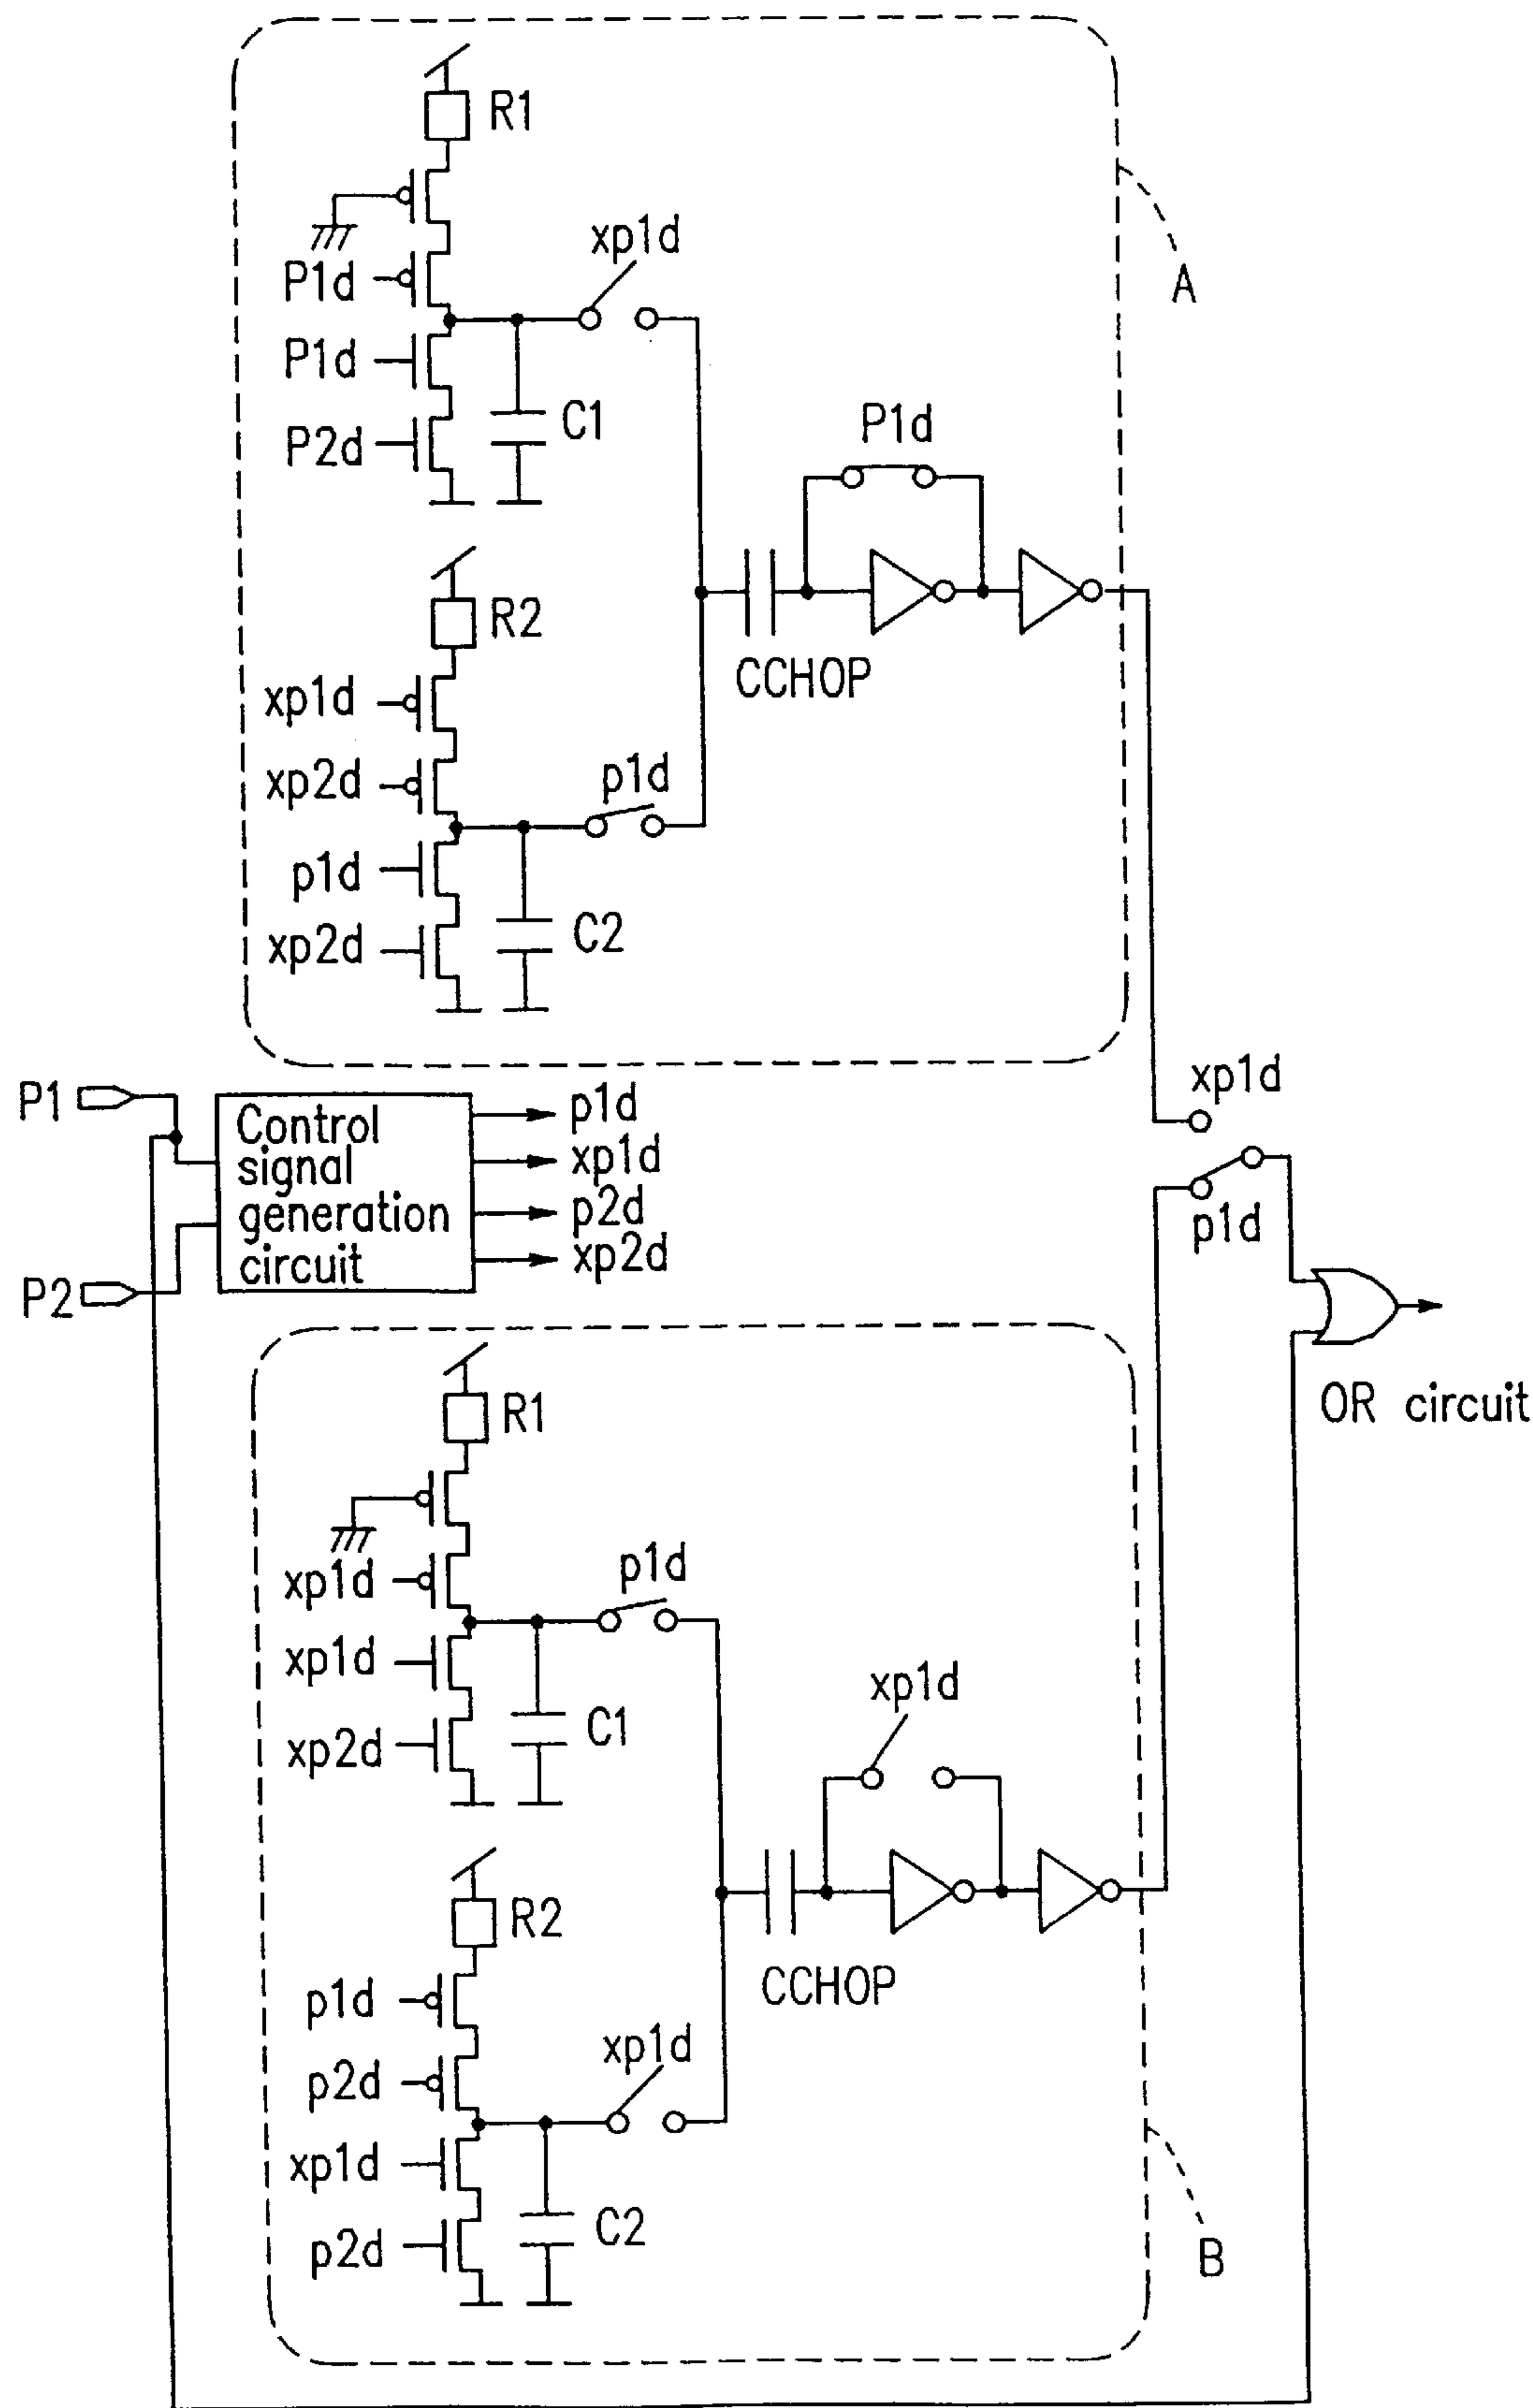 R1
P1d
xp1d
A
P1d
C1
P1d
P2d
R2
CCHOP
xp1d
xp2d
p1d
p1d
C2
xp2d
P1
Control
signal
generation
circuit
p1d
xp1d
p2d
xp2d
xp1d
p1d
P2
OR circuit
R1
xp1d
p1d
xp1d
C1
xp1d
xp2d
R2
CCHOP
p1d
xp1d
p2d
xp1d
C2
p2d
B